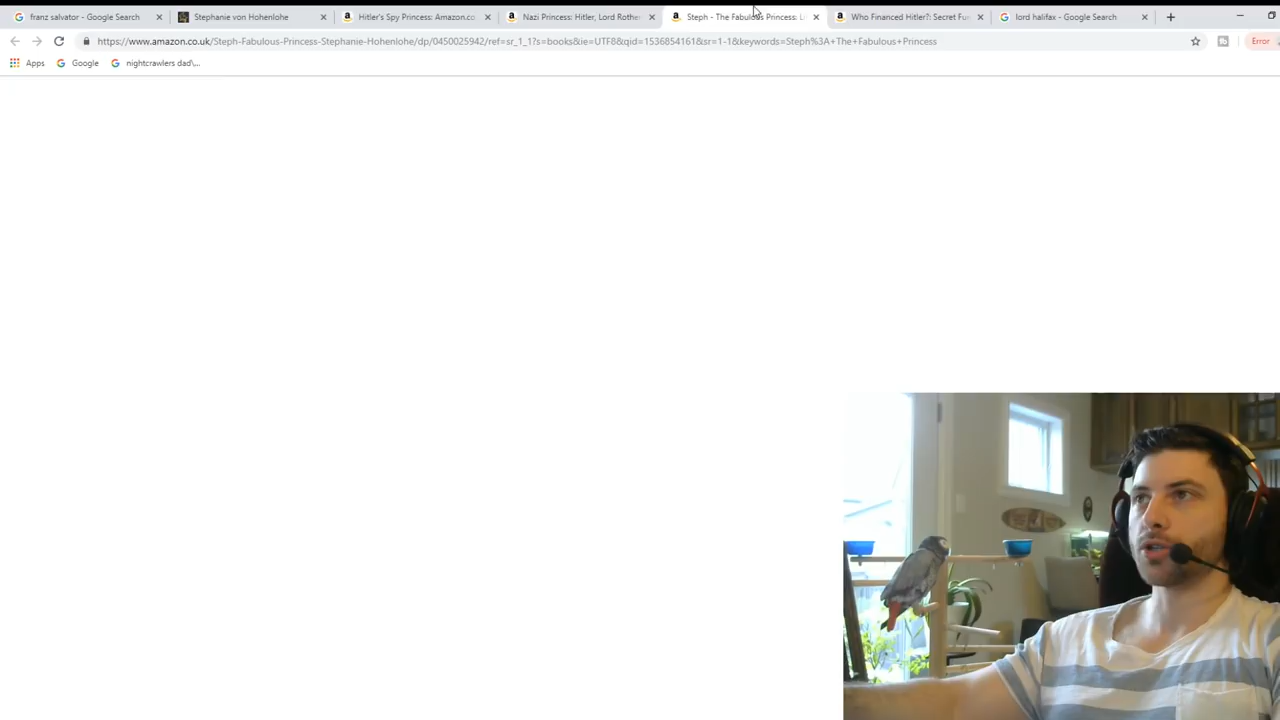 franz salvator - Google Search
Stephanie von Hohenlohe
Hitler's Spy Princess: Amazon.co
Nazi Princess: Hitler, Lord Rothe
Steph - The Fabulous Princess: L
Who Financed Hitler?: Secret Fu
lord halifax - Google Search
https://www.amazon.co.uk/Steph-Fabulous-Princess-Stephanie-Hohenlohe/dp/0450025942/ref=sr_1_1?s=books&ie=UTF8&qid=1536854161&sr=1-1&keywords=Steph%3A+The+Fabulous+Princess
Error
Apps
Google
nightcrawlers dad\...